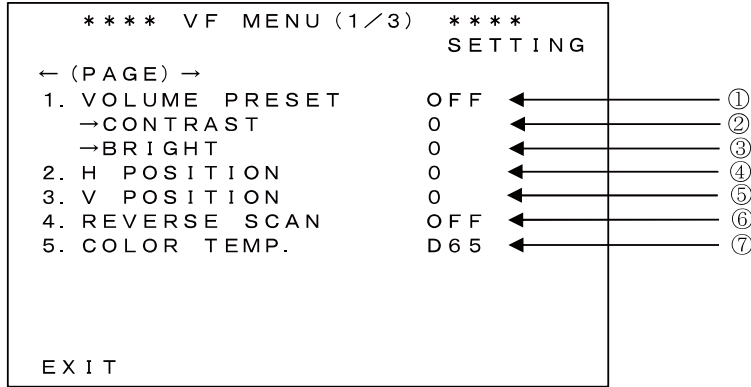 **** VF MENU(1/3) ****
SETTING
← (PAGE) →
1. VOLUME PRESET OFF ①
→CONTRAST 0 ②
→BRIGHT 0 ③
2. H POSITION 0 ④
3. V POSITION 0 ⑤
4. REVERSE SCAN OFF ⑥
5. COLOR TEMP. D65 ⑦
EXIT